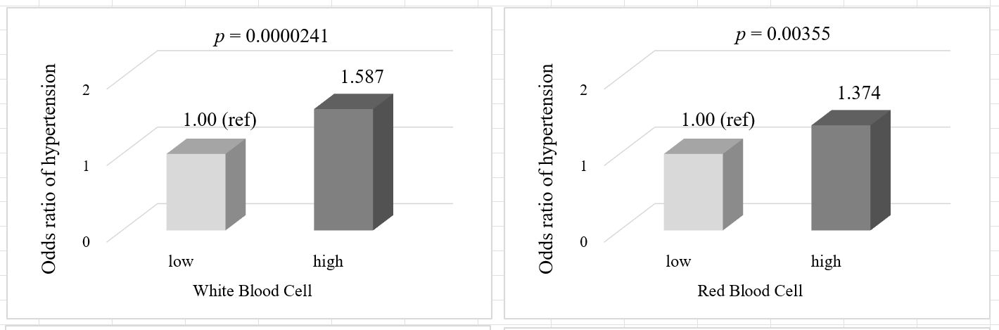 p = 0.0000241
Odds ratio of hypertension
2
1
0
1.00 (ref)
1.587
low
high
White Blood Cell
p = 0.00355
Odds ratio of hypertension
2
1
0
1.00 (ref)
1.374
low
high
Red Blood Cell